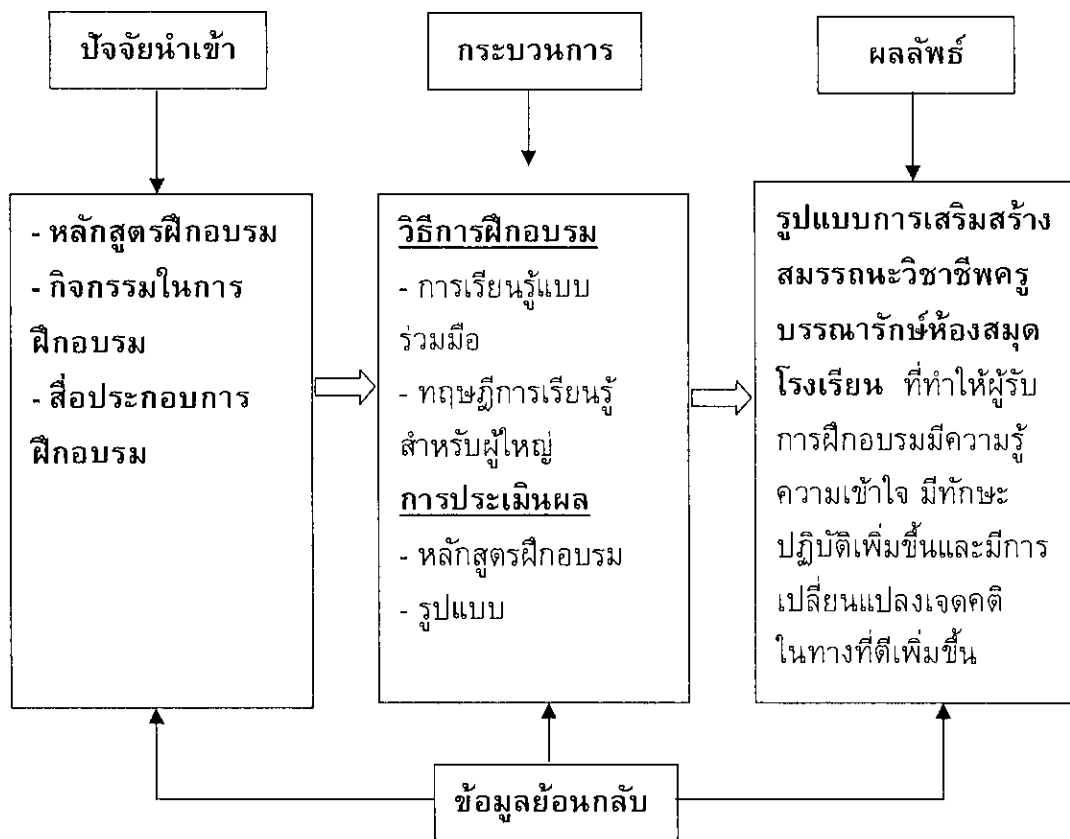 ปัจจัยนำเข้า
กระบวนการ
ผลลัพธ์
- หลักสูตรฝึกอบรม
- กิจกรรมในการ
ฝึกอบรม
- สื่อประกอบการ
ฝึกอบรม
วิธีการฝึกอบรม
- การเรียนรู้แบบ
ร่วมมือ
- ทฤษฎีการเรียนรู้
สำหรับผู้ใหญ่
การประเมินผล
- หลักสูตรฝึกอบรม
- รูปแบบ
รูปแบบการเสริมสร้าง
สมรรถนะวิชาชีพครู
บรรณารักษ์ห้องสมุด
โรงเรียน ที่ทำให้ผู้รับ
การฝึกอบรมมีความรู้
ความเข้าใจ มีทักษะ
ปฏิบัติเพิ่มขึ้นและมีการ
เปลี่ยนแปลงเจตคติ
ในทางที่ดีเพิ่มขึ้น
ข้อมูลย้อนกลับ